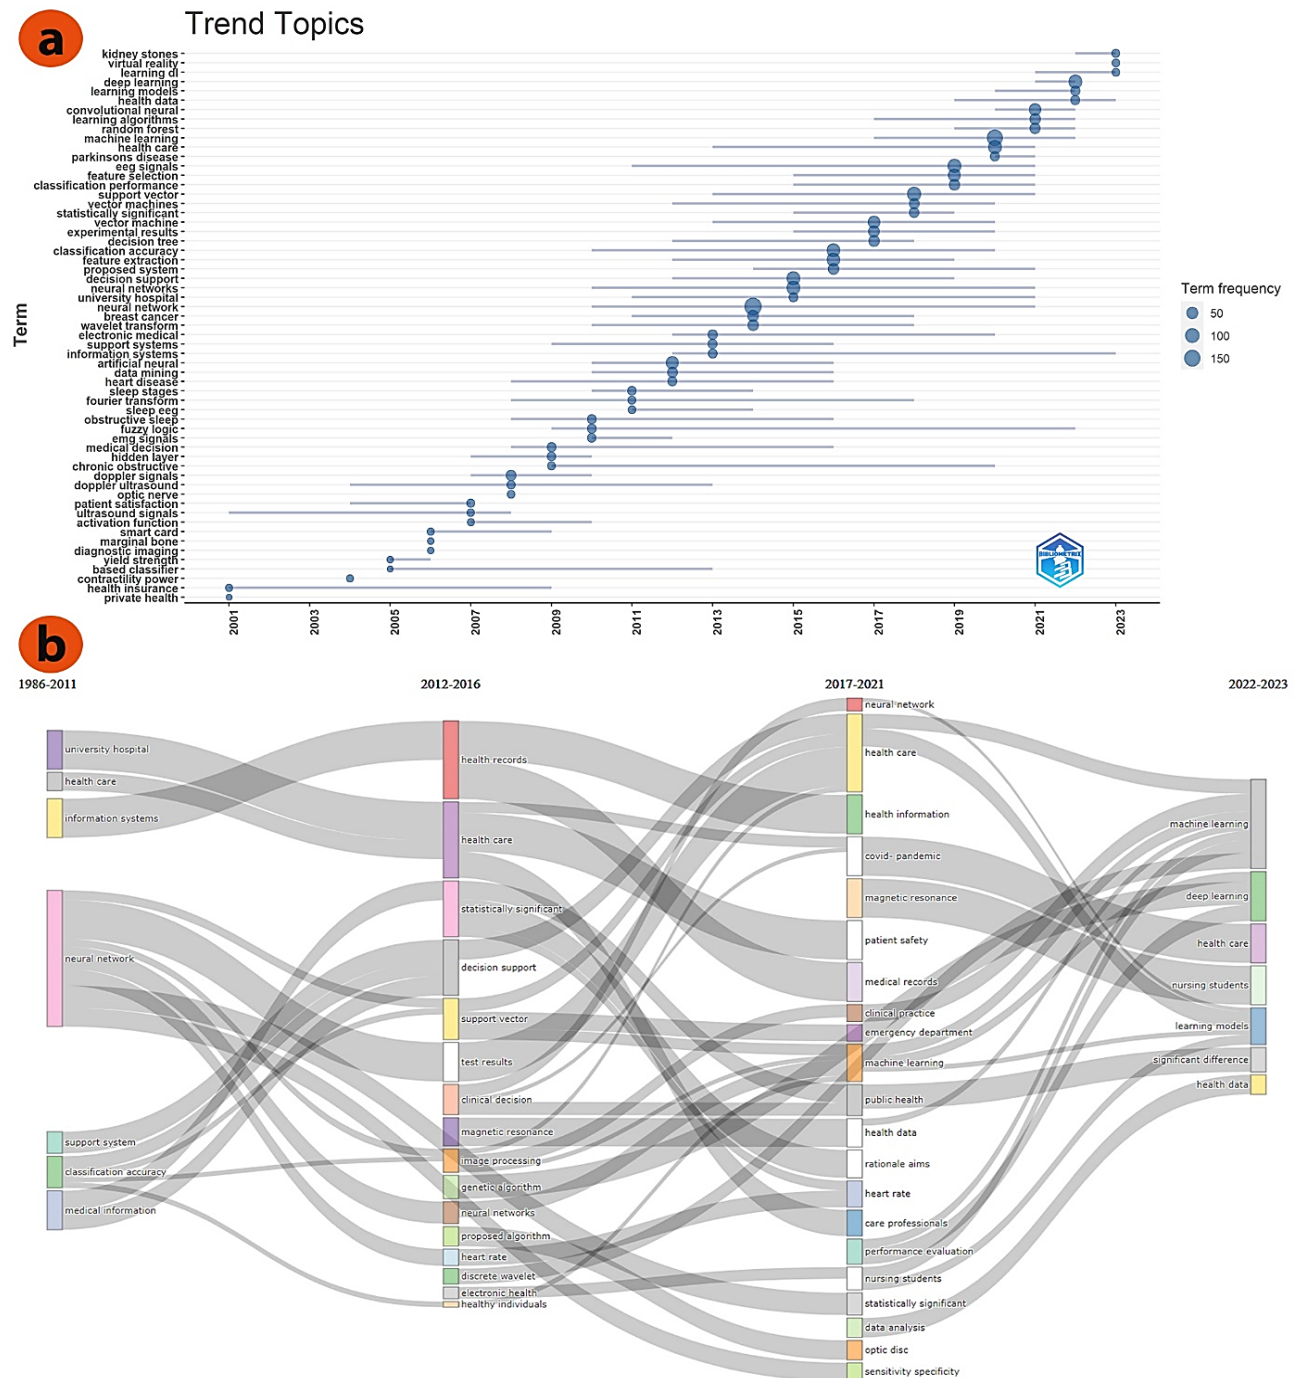 a
Trend Topics
kidney stones
virtual reality
learning dl
deep learning
learning models
health data
convolutional neural
learning algorithms
random forest
machine learning
health care
parkinsons disease
eeg signals
feature selection
classification performance
support vector
vector machines
statistically significant
vector machine
experimental results
decision tree
classification accuracy
feature extraction
proposed system
decision support
neural networks
university hospital
neural network
breast cancer
wavelet transform
electronic medical
support systems
information systems
artificial neural
data mining
heart disease
sleep stages
fourier transform
sleep eeg
obstructive sleep
fuzzy logic
emg signals
medical decision
hidden layer
chronic obstructive
doppler signals
doppler ultrasound
optic nerve
patient satisfaction
ultrasound signals
activation function
smart card
marginal bone
diagnostic imaging
yield strength
based classifier
contractility power
health insurance
private health
Term
Term frequency
50
100
150
BIBLIOMETRIX
2001 2003 2005 2007 2009 2011 2013 2015 2017 2019 2021 2023
b
1986-2011 2012-2016 2017-2021 2022-2023
university hospital
health care
information systems
neural network
support system
classification accuracy
medical information
health records
health care
statistically significant
decision support
support vector
test results
clinical decision
magnetic resonance
image processing
genetic algorithm
neural networks
proposed algorithm
heart rate
discrete wavelet
electronic health
healthy individuals
neural network
health care
health information
covid- pandemic
magnetic resonance
patient safety
medical records
clinical practice
emergency department
machine learning
public health
health data
rationale aims
heart rate
care professionals
performance evaluation
nursing students
statistically significant
data analysis
optic disc
sensitivity specificity
machine learning
deep learning
health care
nursing students
learning models
significant difference
health data